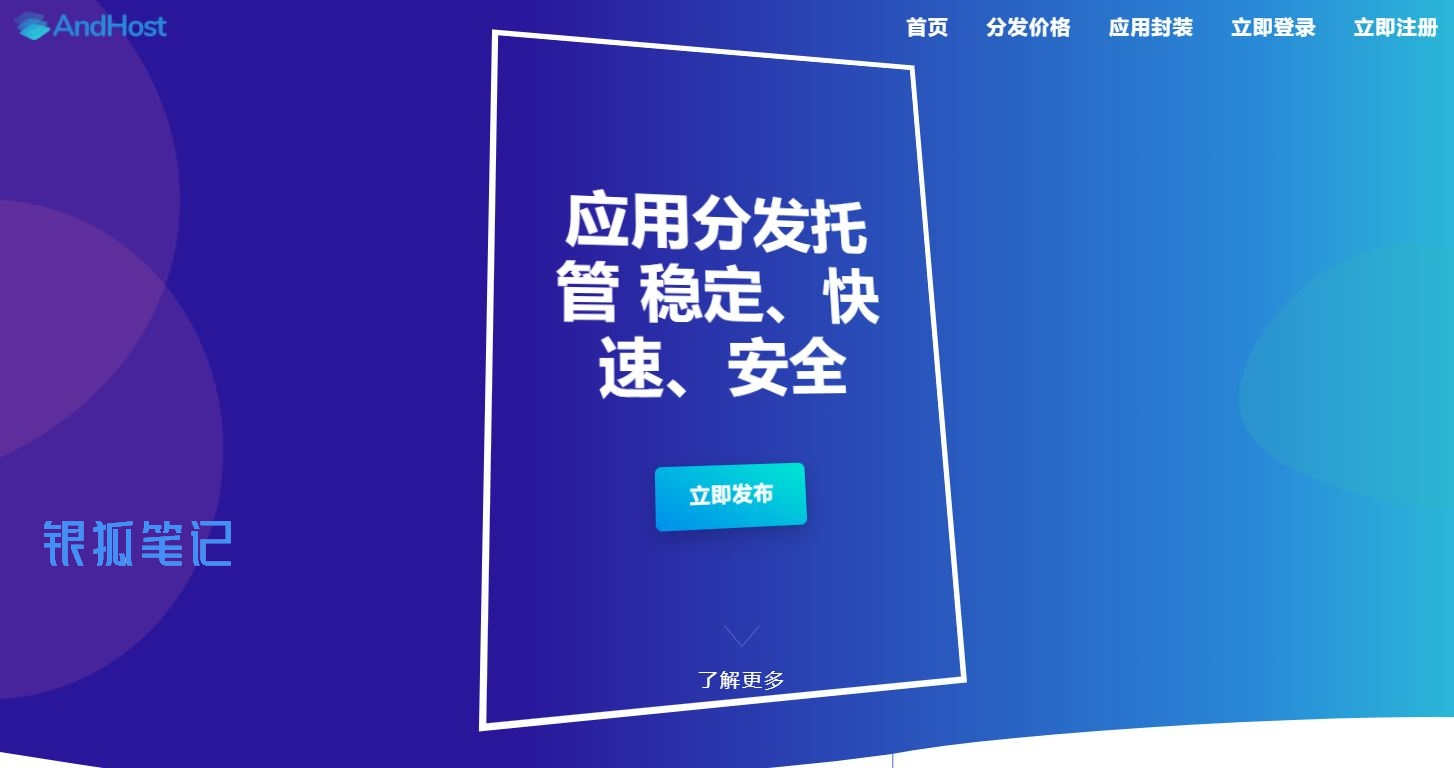 AndHost
首页 分发价格 应用封装 立即登录 立即注册
应用分发托
管 稳定、快
速、安全
立即发布
银狐笔记
了解更多